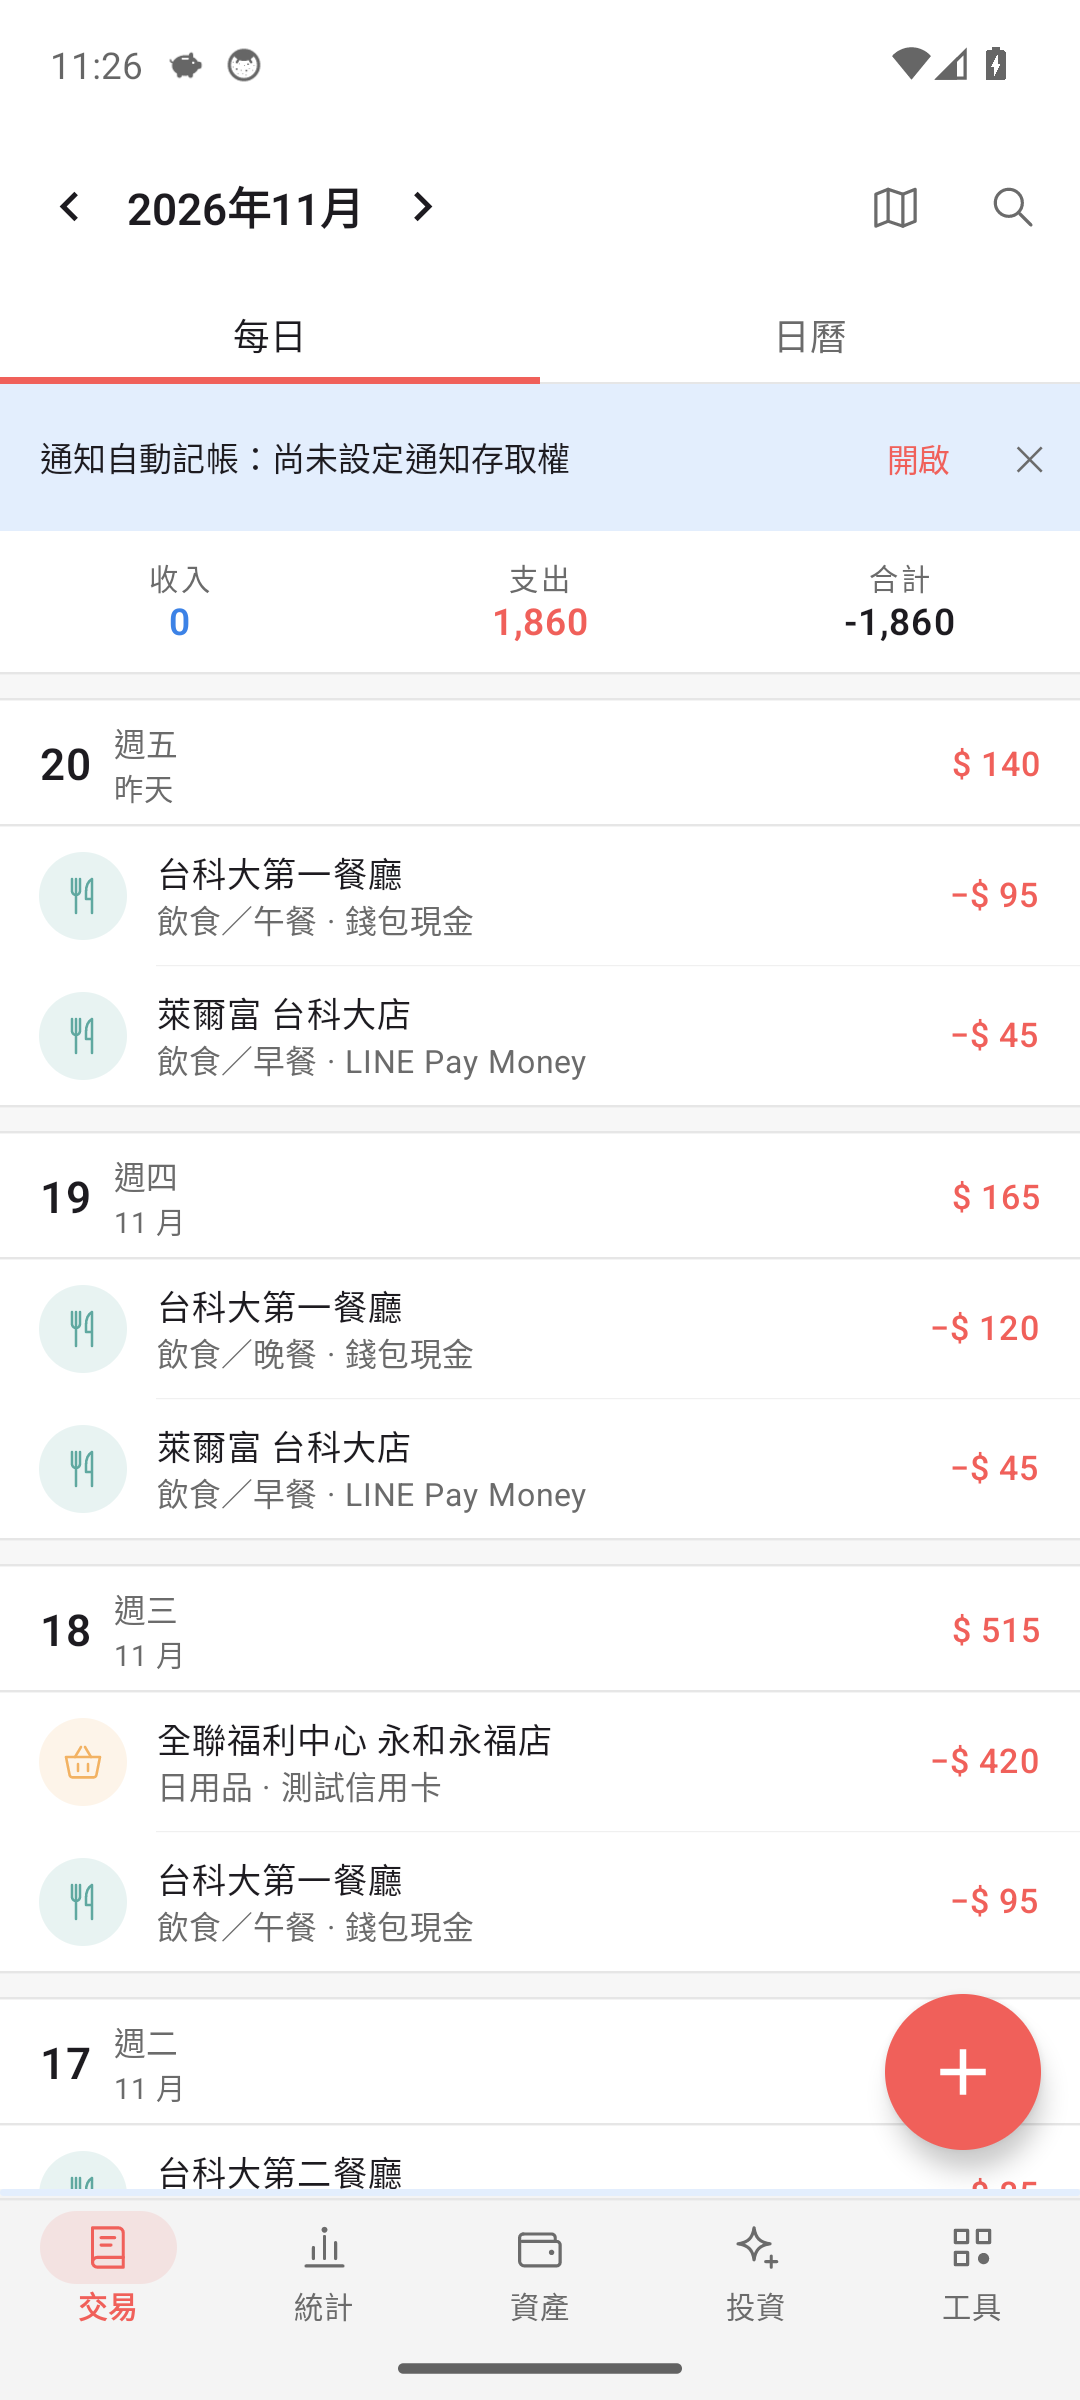 11:26
2026年11月
每日
日曆
通知自動記帳：尚未設定通知存取權
開啟
收入
支出
合計
0
1,860
-1,860
20
週五
昨天
$ 140
台科大第一餐廳
飲食／午餐 · 錢包現金
−$ 95
萊爾富 台科大店
飲食／早餐 · LINE Pay Money
−$ 45
19
週四
11 月
$ 165
台科大第一餐廳
飲食／晚餐 · 錢包現金
−$ 120
萊爾富 台科大店
飲食／早餐 · LINE Pay Money
−$ 45
18
週三
11 月
$ 515
全聯福利中心 永和永福店
日用品 · 測試信用卡
−$ 420
台科大第一餐廳
飲食／午餐 · 錢包現金
−$ 95
17
週二
11 月
台科大第二餐廳
交易
統計
資產
投資
工具